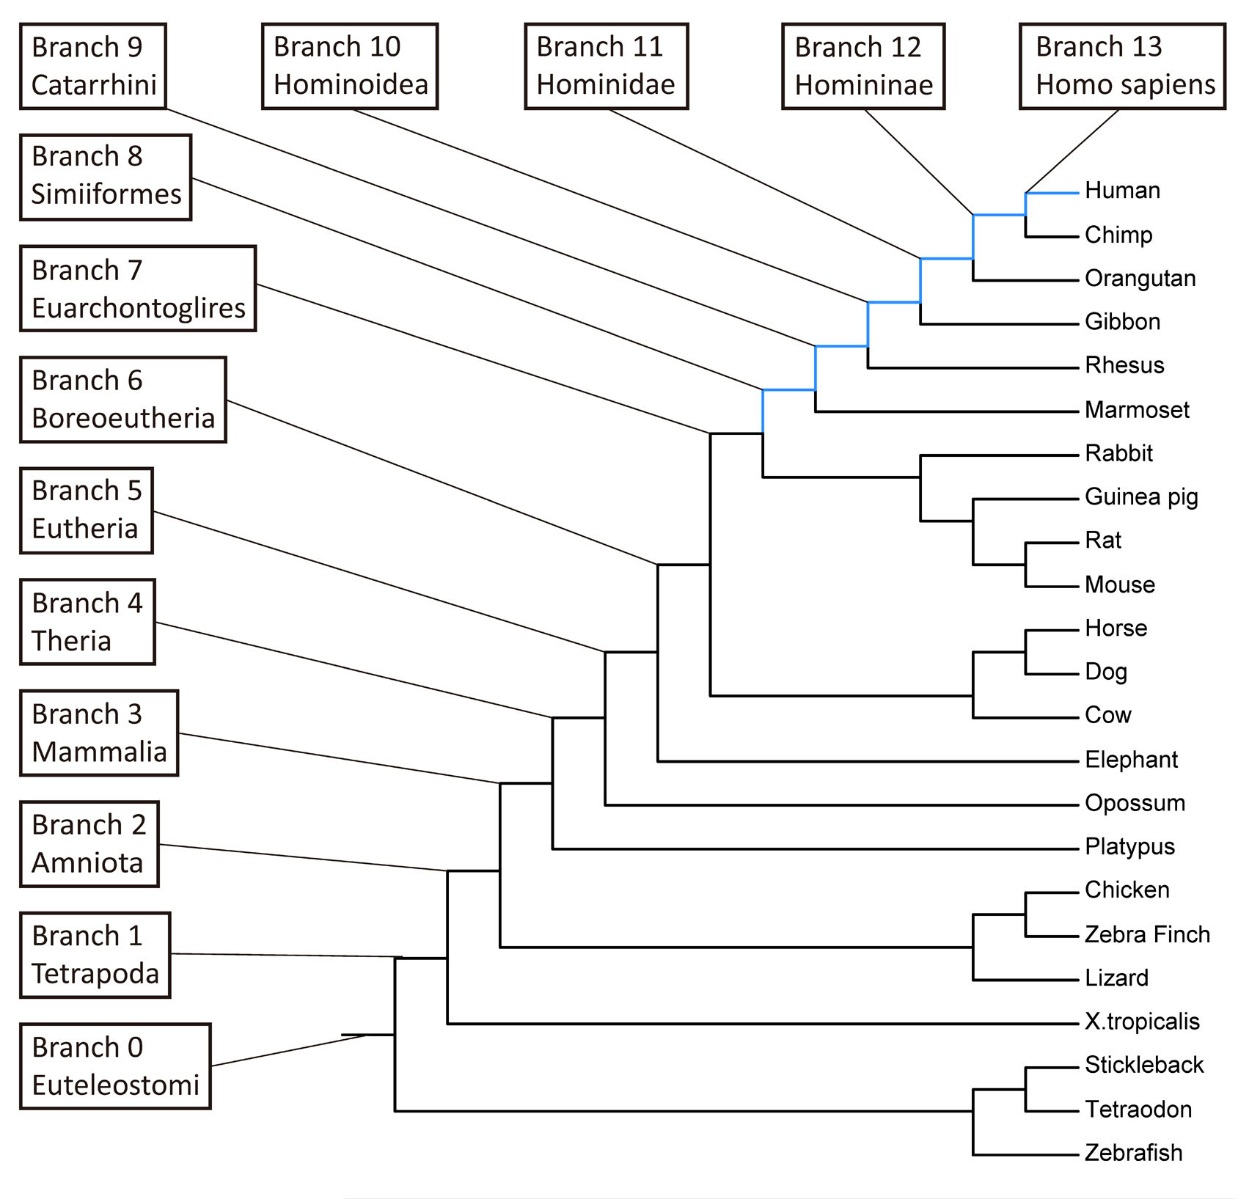 Branch 9
Catarrhini
Branch 10
Hominoidea
Branch 11
Hominidae
Branch 12
Homininae
Branch 13
Homo sapiens
Branch 8
Simiiformes
Branch 7
Euarchontoglires
Branch 6
Boreoeutheria
Branch 5
Eutheria
Branch 4
Theria
Branch 3
Mammalia
Branch 2
Amniota
Branch 1
Tetrapoda
Branch 0
Euteleostomi
Human
Chimp
Orangutan
Gibbon
Rhesus
Marmoset
Rabbit
Guinea pig
Rat
Mouse
Horse
Dog
Cow
Elephant
Opossum
Platypus
Chicken
Zebra Finch
Lizard
X.tropicalis
Stickleback
Tetraodon
Zebrafish